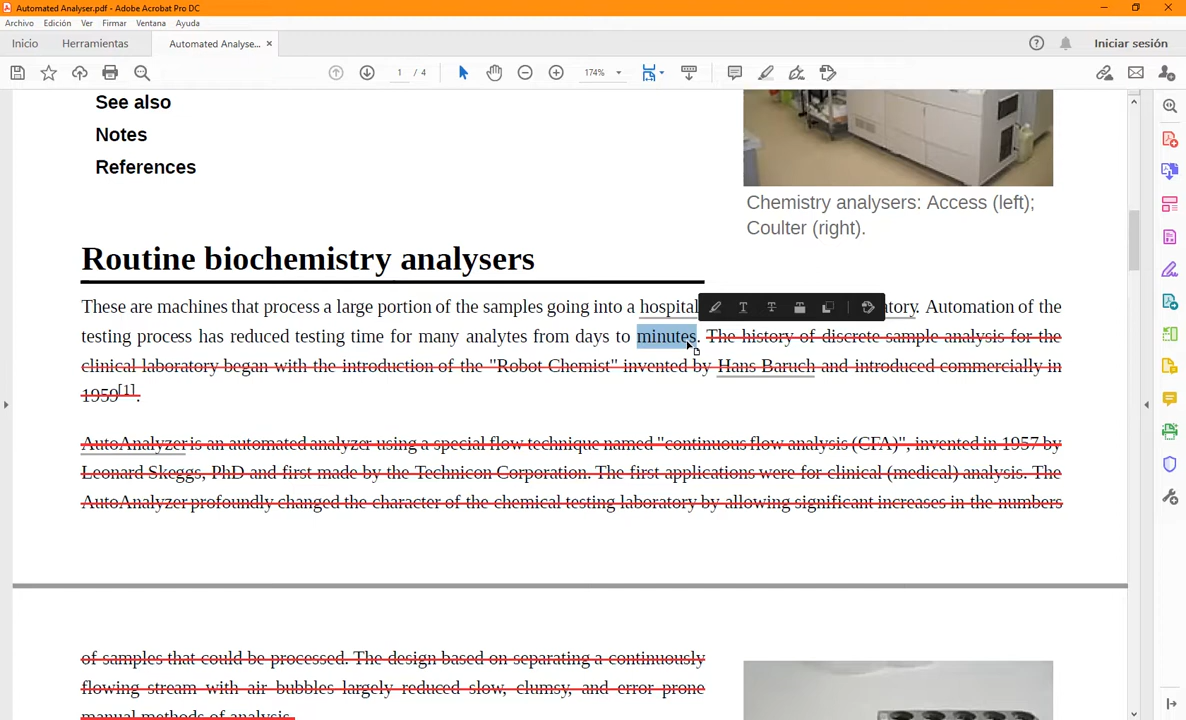 Automated Analyser.pdf - Adobe Acrobat Pro DC
Archivo Edición Ver Firmar Ventana Ayuda
Inicio Herramientas Automated Analyse... × Iniciar sesión
1 / 4 174%
See also
Notes
References
Chemistry analysers: Access (left);
Coulter (right).
Routine biochemistry analysers
These are machines that process a large portion of the samples going into a hospital atory. Automation of the
testing process has reduced testing time for many analytes from days to minutes. The history of discrete sample analysis for the
clinical laboratory began with the introduction of the "Robot Chemist" invented by Hans Baruch and introduced commercially in
1959[1].
AutoAnalyzer is an automated analyzer using a special flow technique named "continuous flow analysis (CFA)", invented in 1957 by
Leonard Skeggs, PhD and first made by the Technicon Corporation. The first applications were for clinical (medical) analysis. The
AutoAnalyzer profoundly changed the character of the chemical testing laboratory by allowing significant increases in the numbers
of samples that could be processed. The design based on separating a continuously
flowing stream with air bubbles largely reduced slow, clumsy, and error prone
manual methods of analysis.